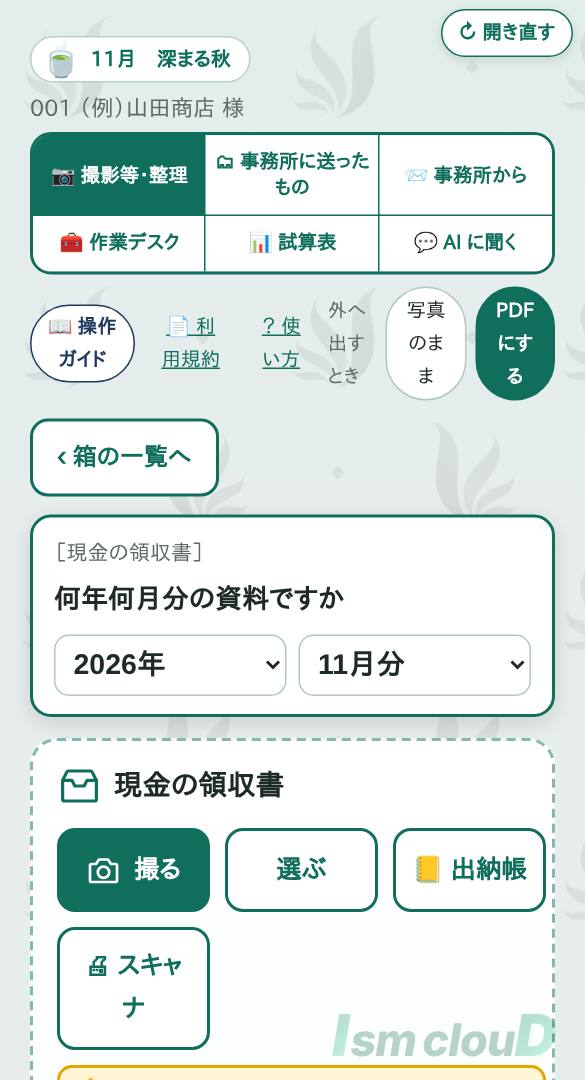 開き直す
11月 深まる秋
001 (例)山田商店 様
撮影等・整理
事務所に送った
もの
事務所から
作業デスク
試算表
AI に聞く
操作
ガイド
利
用規約
? 使
い方
外へ
出す
とき
写真
のま
ま
PDF
にす
る
‹ 箱の一覧へ
[現金の領収書]
何年何月分の資料ですか
2026年
11月分
現金の領収書
撮る
選ぶ
出納帳
スキャ
ナ
Ism clouD